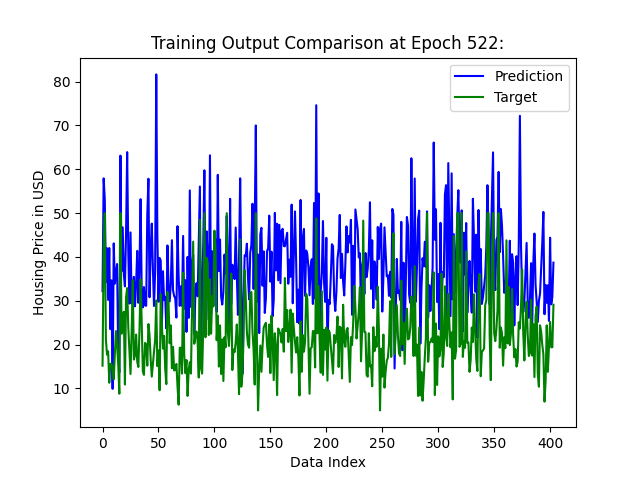 Training Output Comparison at Epoch 522:
Prediction
Target
80
70
60
50
40
30
20
10
Housing Price in USD
0 50 100 150 200 250 300 350 400
Data Index